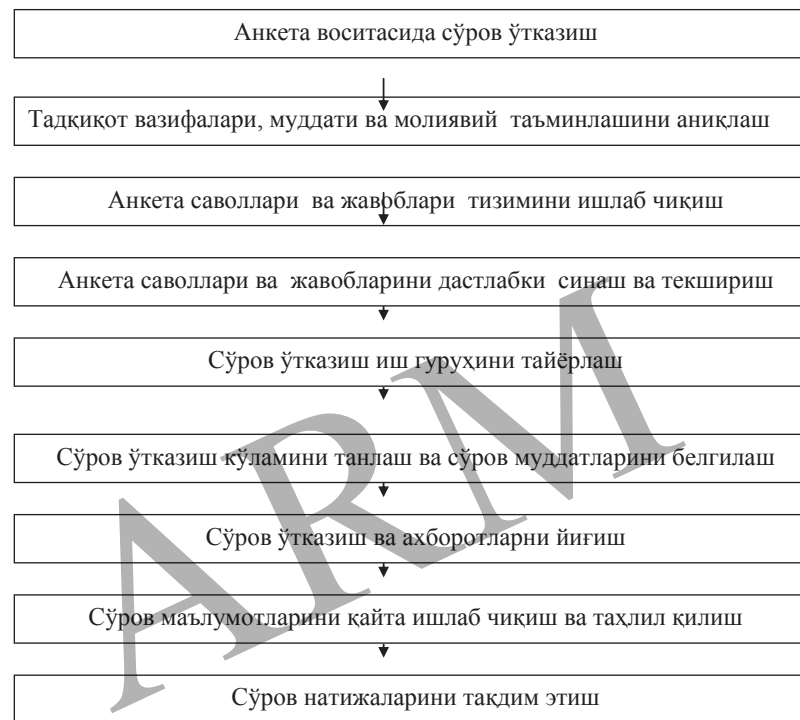 Анкета воситасида сўров ўтказиш
Тадқиқот вазифалари, муддати ва молиявий таъминлашини аниқлаш
Анкета саволлари ва жавоблари тизимини ишлаб чиқиш
Анкета саволлари ва жавобларини дастлабки синаш ва текшириш
Сўров ўтказиш иш гуруҳини тайёрлаш
Сўров ўтказиш кўламини танлаш ва сўров муддатларини белгилаш
Сўров ўтказиш ва ахборотларни йиғиш
Сўров маълумотларини қайта ишлаб чиқиш ва таҳлил қилиш
Сўров натижаларини тақдим этиш
ARM